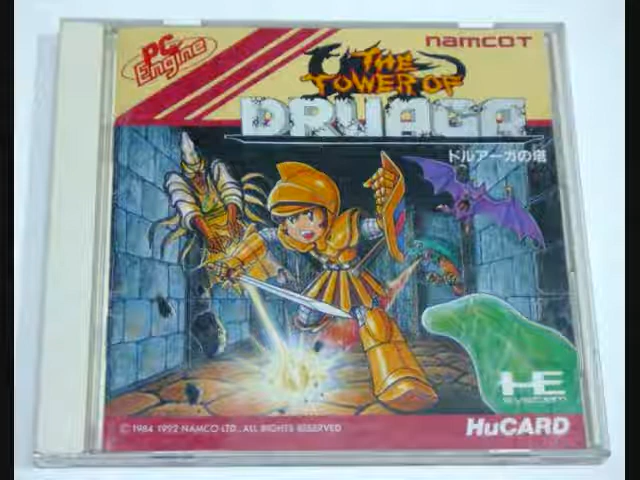 PC Engine
namcot
THE
TOWER OF
DRUAGA
ドルアーガの塔
HE
SYSTEM
© 1984 1992 NAMCO LTD., ALL RIGHTS RESERVED
HuCARD